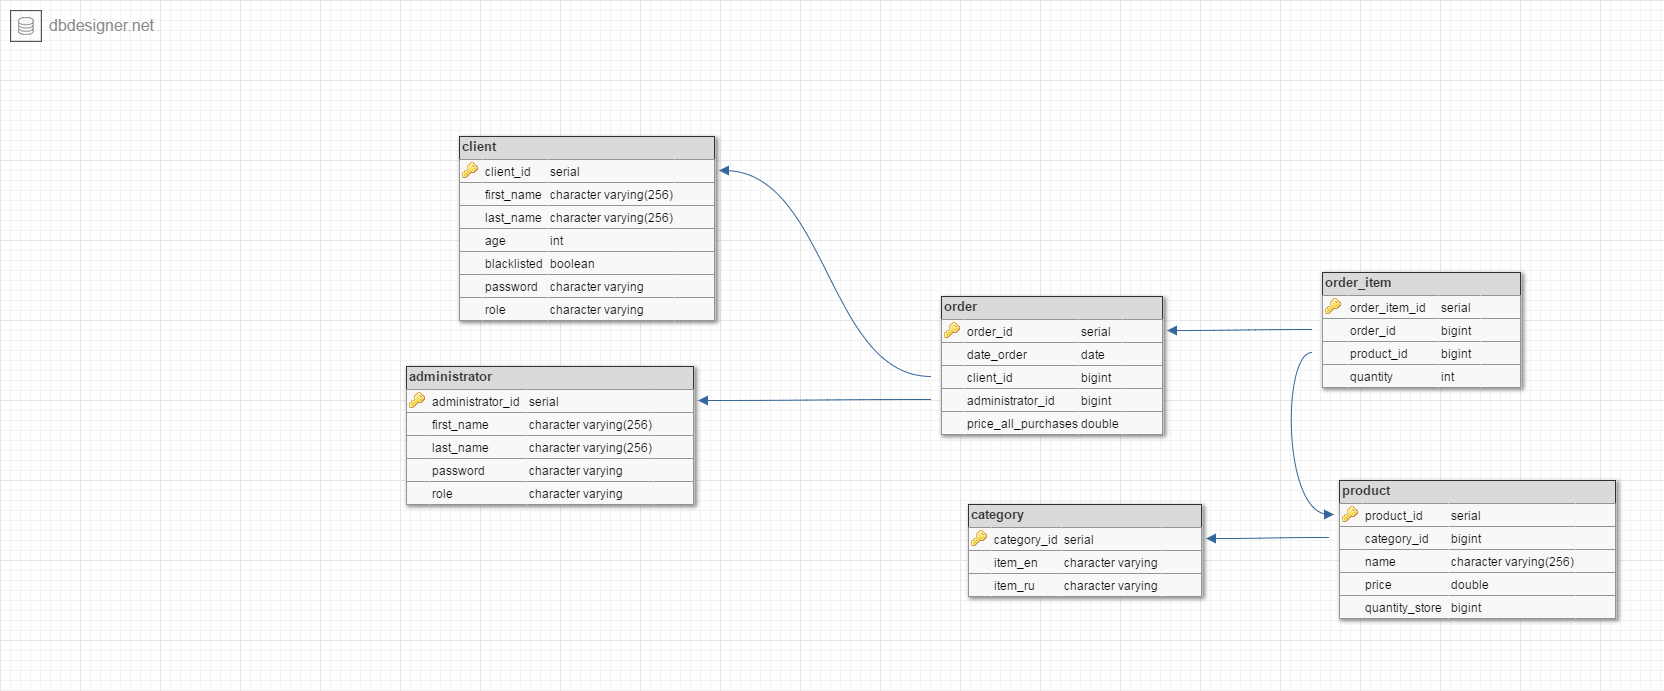 dbdesigner.net
client
client_id serial
first_name character varying(256)
last_name character varying(256)
age int
blacklisted boolean
password character varying
role character varying
administrator
administrator_id serial
first_name character varying(256)
last_name character varying(256)
password character varying
role character varying
order
order_id serial
date_order date
client_id bigint
administrator_id bigint
price_all_purchases double
category
category_id serial
item_en character varying
item_ru character varying
order_item
order_item_id serial
order_id bigint
product_id bigint
quantity int
product
product_id serial
category_id bigint
name character varying(256)
price double
quantity_store bigint